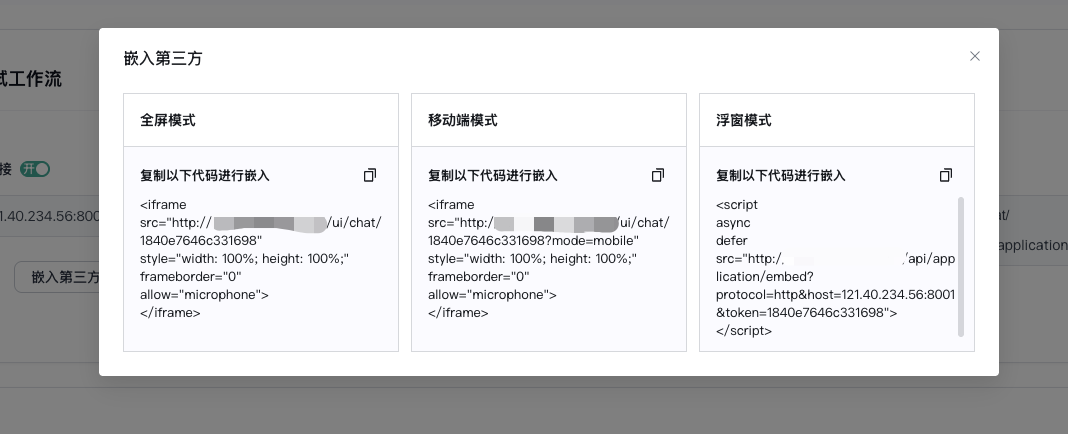 嵌入第三方
试工作流
全屏模式
移动端模式
浮窗模式
接 开
复制以下代码进行嵌入
复制以下代码进行嵌入
复制以下代码进行嵌入
<iframe
src="http://
/ui/chat/
1840e7646c331698"
style="width: 100%; height: 100%;"
frameborder="0"
allow="microphone">
</iframe>
<iframe
src="http:/
/ui/chat/
1840e7646c331698?mode=mobile"
style="width: 100%; height: 100%;"
frameborder="0"
allow="microphone">
</iframe>
<script
async
defer
src="http:/
/api/app
lication/embed?
protocol=http&host=121.40.234.56:8001
&token=1840e7646c331698">
</script>
1.40.234.56:800
at/
application
嵌入第三方